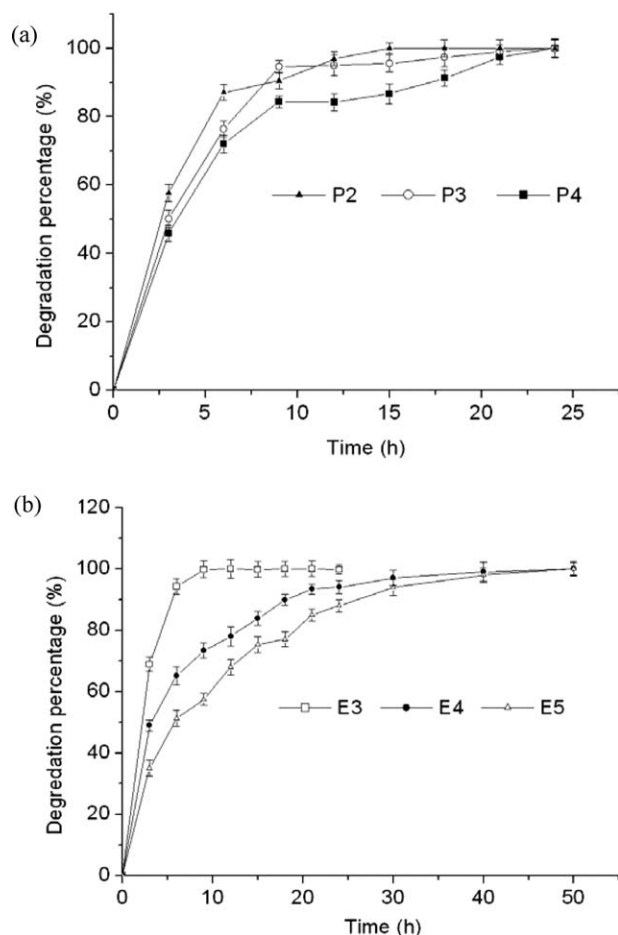 (a)
100
80
60
40
20
0
Degradation percentage (%)
P2 P3 P4
0 5 10 15 20 25
Time (h)
(b)
120
100
80
60
40
20
0
Degredation percentage (%)
E3 E4 E5
0 10 20 30 40 50
Time (h)